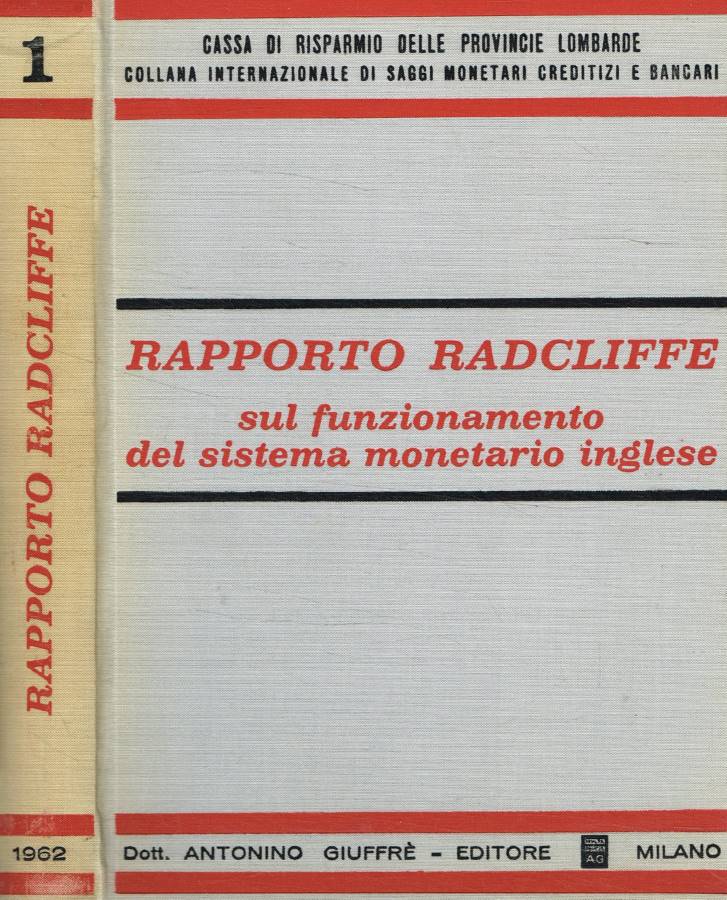 1
RAPPORTO RADCLIFFE
1962
CASSA DI RISPARMIO DELLE PROVINCIE LOMBARDE
COLLANA INTERNAZIONALE DI SAGGI MONETARI CREDITIZI E BANCARI
RAPPORTO RADCLIFFE
sul funzionamento
del sistema monetario inglese
Dott. ANTONINO GIUFFRÈ - EDITORE AG MILANO